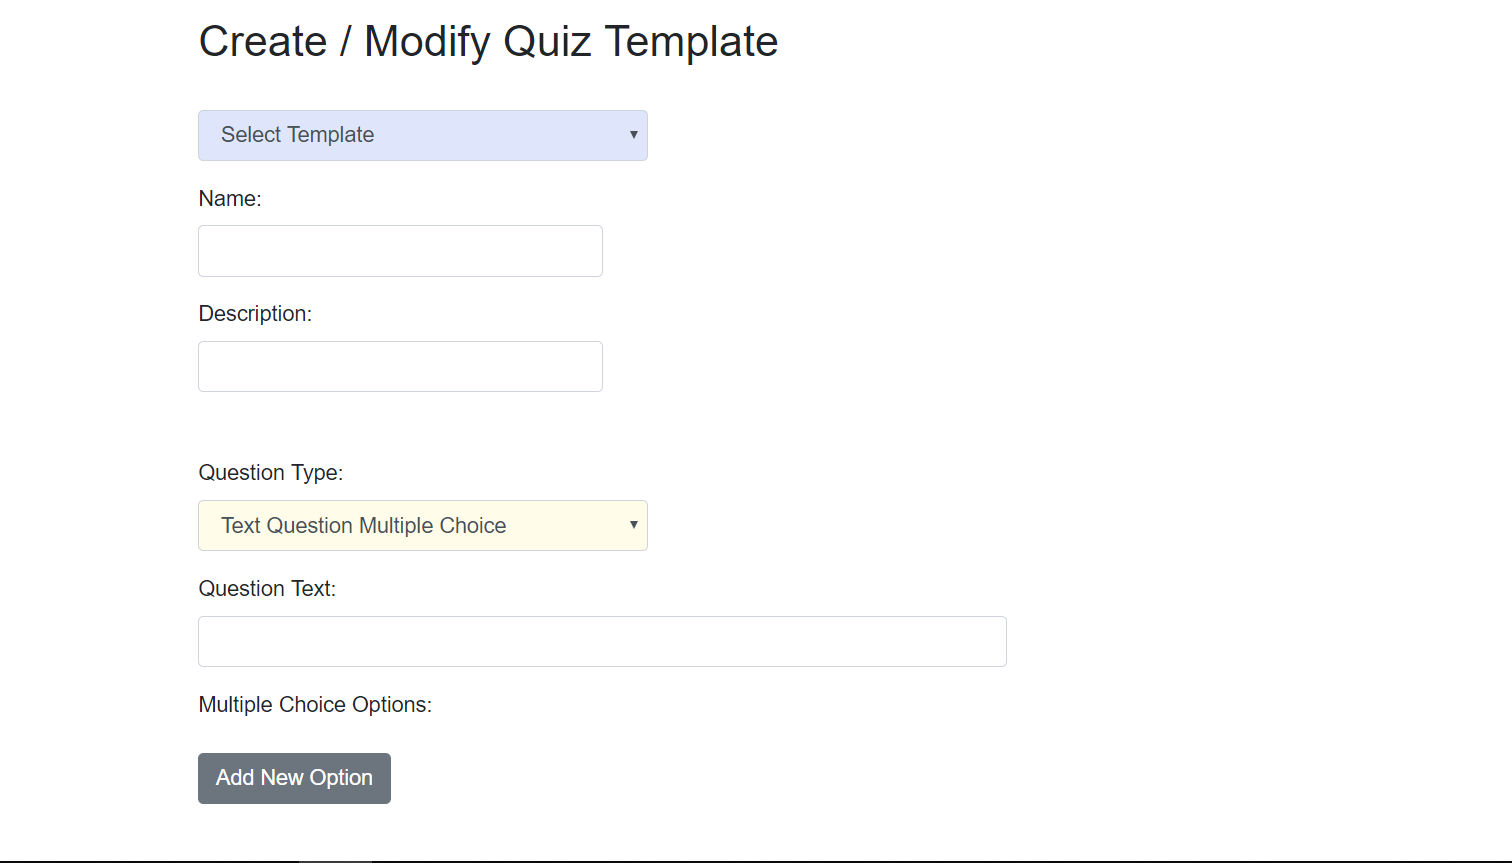 Create / Modify Quiz Template
Select Template
Name:
Description:
Question Type:
Text Question Multiple Choice
Question Text:
Multiple Choice Options:
Add New Option